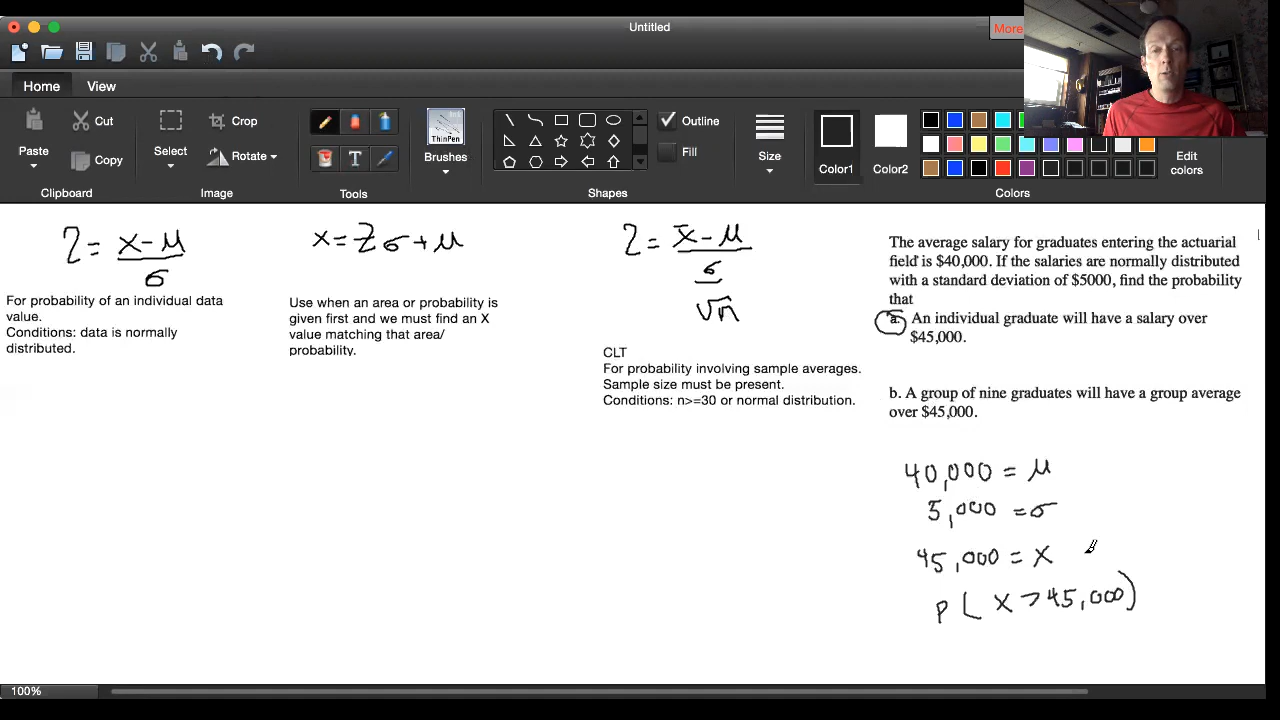 Untitled
More
Home View
Paste
Cut
Copy
Clipboard
Select
Crop
Rotate
Image
Tools
ThinPen
Brushes
Shapes
Outline
Fill
Size
Color1
Color2
Edit colors
Colors
Z = x - μ
σ
For probability of an individual data
value.
Conditions: data is normally
distributed.
x = Zσ + μ
Use when an area or probability is
given first and we must find an X
value matching that area/
probability.
Z = x̄ - μ
σ
√n
CLT
For probability involving sample averages.
Sample size must be present.
Conditions: n>=30 or normal distribution.
The average salary for graduates entering the actuarial
field is $40,000. If the salaries are normally distributed
with a standard deviation of $5000, find the probability
that
a. An individual graduate will have a salary over
$45,000.
b. A group of nine graduates will have a group average
over $45,000.
40,000 = μ
5,000 = σ
45,000 = X
P( X > 45,000)
100%